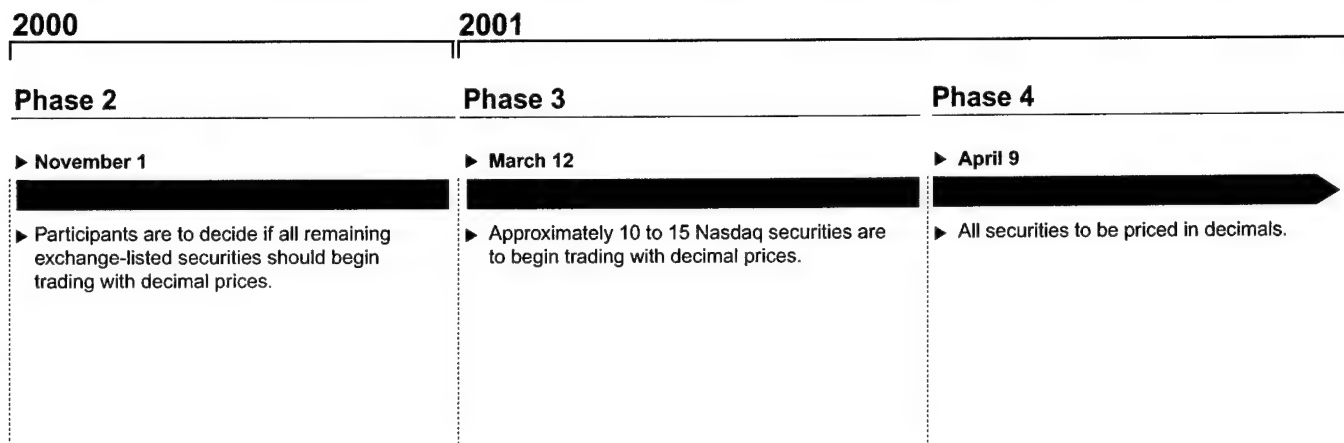 2000
2001
Phase 2
Phase 3
Phase 4
▶ November 1
▶ March 12
▶ April 9
▶ Participants are to decide if all remaining
exchange-listed securities should begin
trading with decimal prices.
▶ Approximately 10 to 15 Nasdaq securities are
to begin trading with decimal prices.
▶ All securities to be priced in decimals.